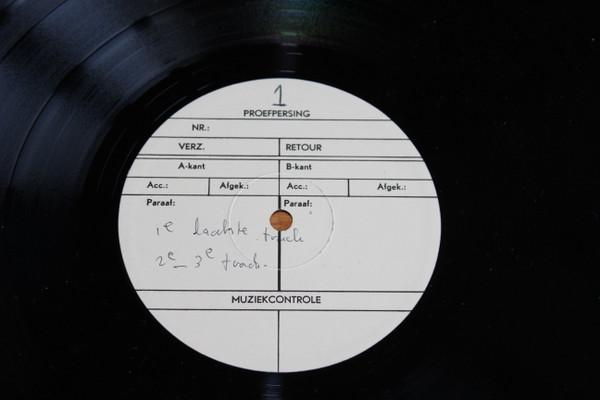 1
PROEFPERSING
NR.:
VERZ. RETOUR
A-kant B-kant
Acc.: Afgek.: Acc.: Afgek.:
Paraaf: Paraaf:
1e laatste track
2e_ 3e track.
MUZIEKCONTROLE